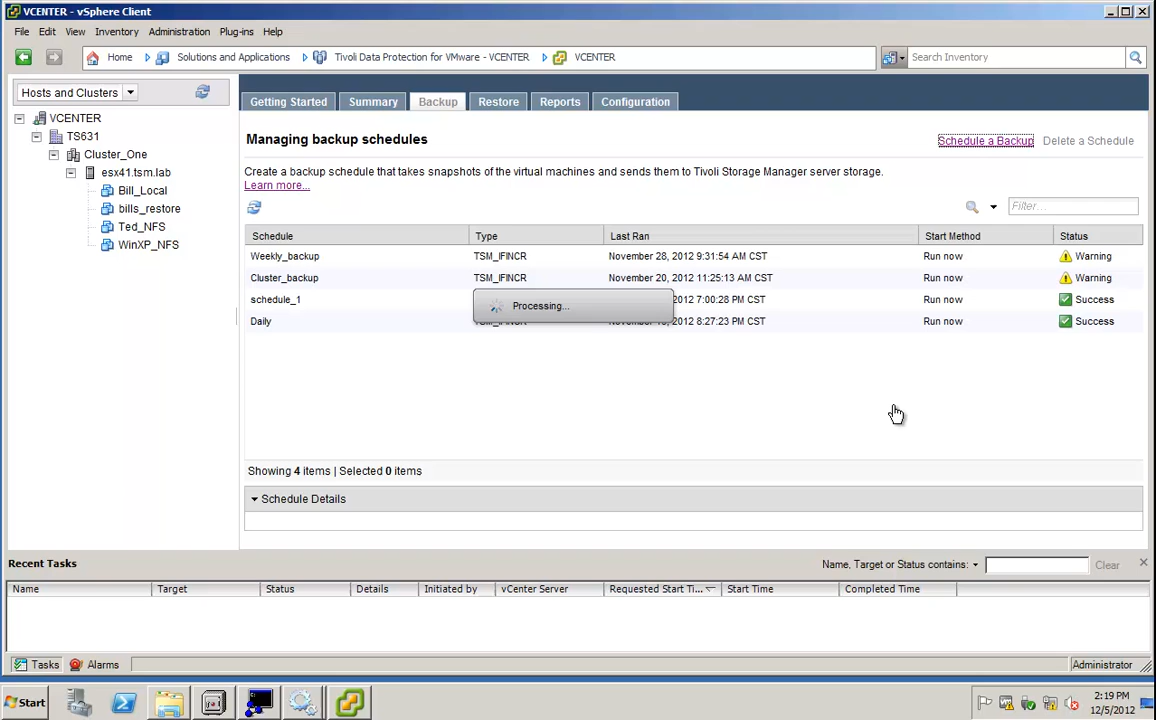 VCENTER - vSphere Client
File Edit View Inventory Administration Plug-ins Help
Home Solutions and Applications Tivoli Data Protection for VMware - VCENTER VCENTER Search Inventory
Hosts and Clusters
VCENTER
TS631
Cluster_One
esx41.tsm.lab
Bill_Local
bills_restore
Ted_NFS
WinXP_NFS
Getting Started Summary Backup Restore Reports Configuration
Managing backup schedules Schedule a Backup Delete a Schedule
Create a backup schedule that takes snapshots of the virtual machines and sends them to Tivoli Storage Manager server storage.
Learn more...
Filter...
Schedule Type Last Ran Start Method Status
Weekly_backup TSM_IFINCR November 28, 2012 9:31:54 AM CST Run now Warning
Cluster_backup TSM_IFINCR November 20, 2012 11:25:13 AM CST Run now Warning
schedule_1 2012 7:00:28 PM CST Run now Success
Processing...
Daily 2012 8:27:23 PM CST Run now Success
Showing 4 items | Selected 0 items
Schedule Details
Recent Tasks Name, Target or Status contains: Clear
Name Target Status Details Initiated by vCenter Server Requested Start Ti... Start Time Completed Time
Tasks Alarms Administrator
Start 2:19 PM
12/5/2012